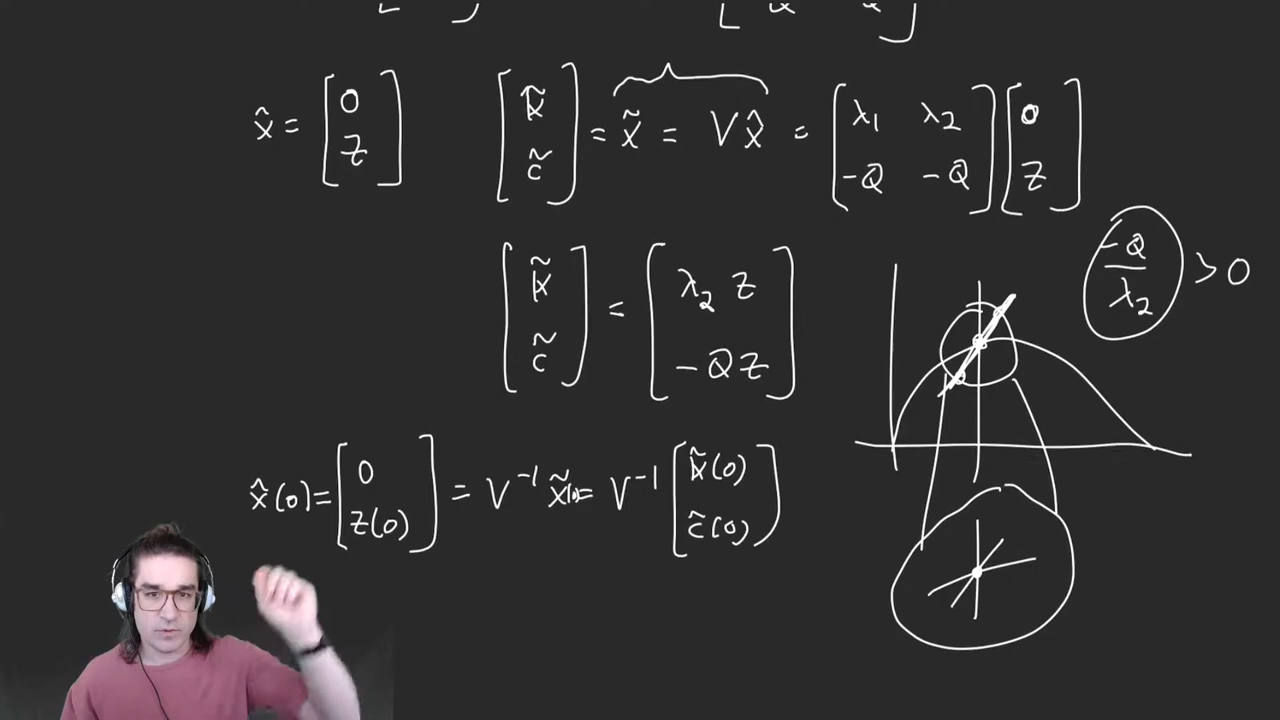 x̂ = [0 z] [k̃ c̃] = x̃ = Vx̂ = [λ₁ λ₂ -Q -Q] [0 z]
[k̃ c̃] = [λ₂ z -Qz]
-Q/λ₂ > 0
x̂(0) = [0 z(0)] = V⁻¹ x̃(0) = V⁻¹ [k̃(0) c̃(0)]